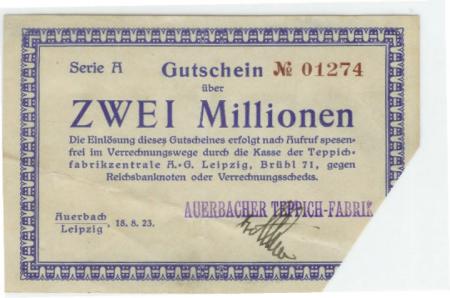 Serie A Gutschein № 01274
über
ZWEI Millionen
Die Einlösung dieses Gutscheines erfolgt nach Aufruf spesen-
frei im Verrechnungswege durch die Kasse der Teppich-
fabrikzentrale A.-G. Leipzig, Brühl 71, gegen
Reichsbanknoten oder Verrechnungsschecks.
AUERBACHER TEPPICH-FABRIK
Auerbach
Leipzig, 18. 8. 23.